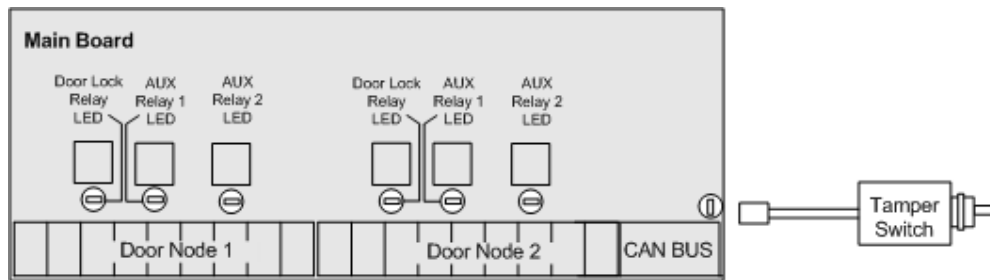 Main Board
Door Lock
Relay
LED
AUX
Relay 1
LED
AUX
Relay 2
LED
Door Lock
Relay
LED
AUX
Relay 1
LED
AUX
Relay 2
LED
Tamper
Switch
Door Node 1
Door Node 2
CAN BUS